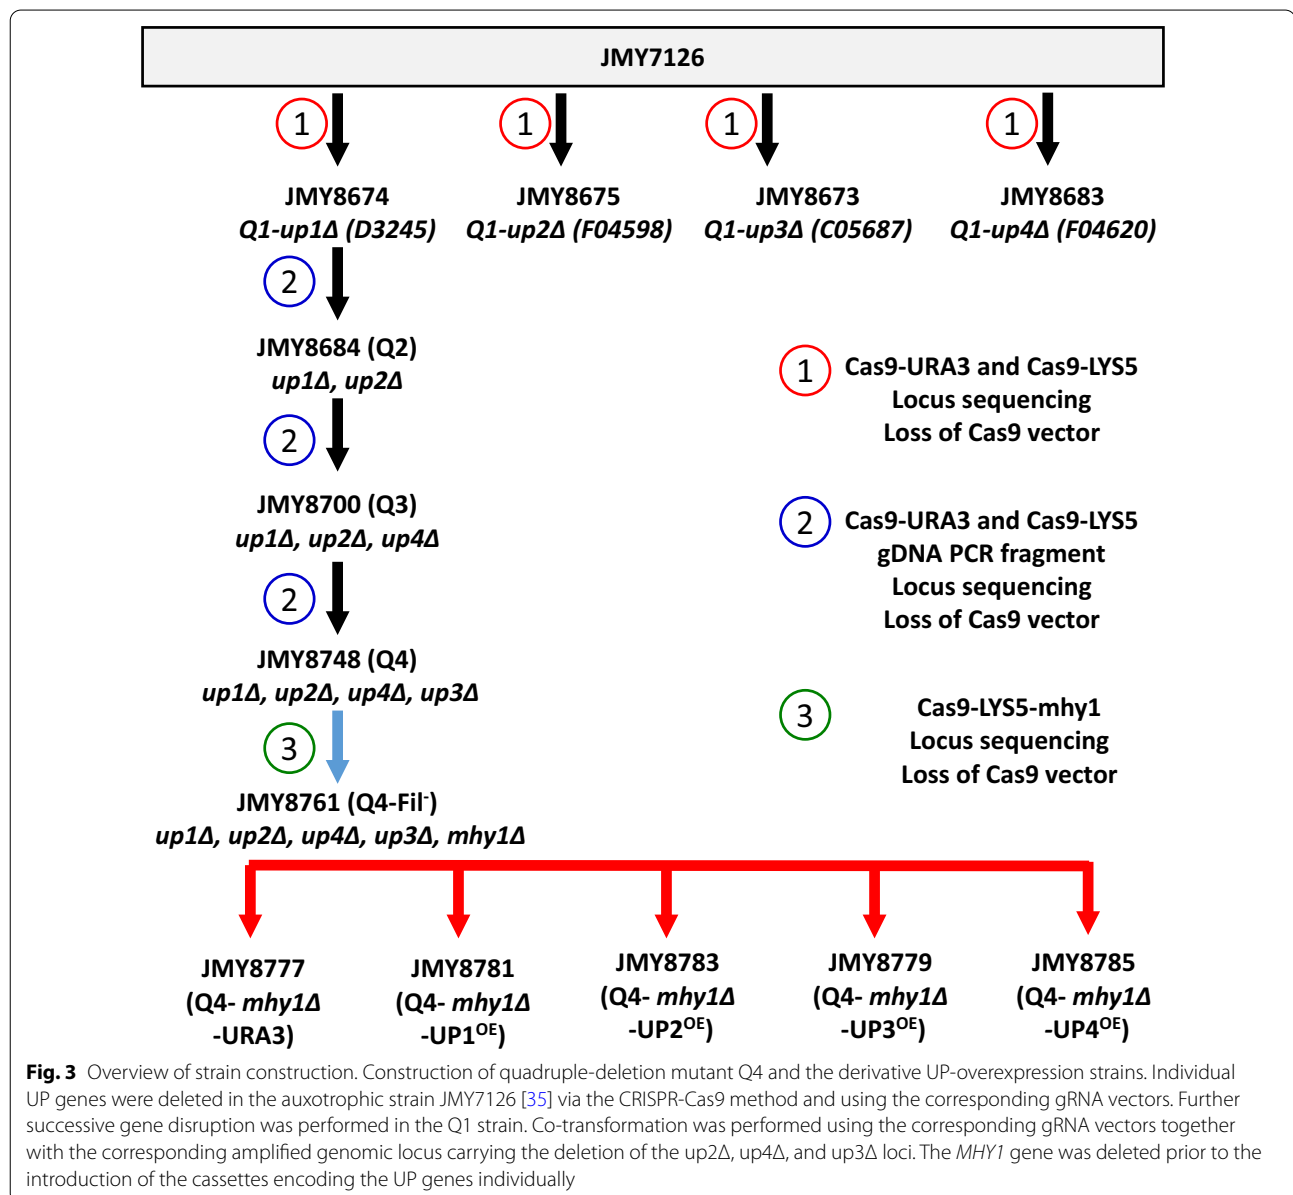 JMY7126
1 1 1 1
JMY8674 JMY8675 JMY8673 JMY8683
Q1-up1Δ (D3245) Q1-up2Δ (F04598) Q1-up3Δ (C05687) Q1-up4Δ (F04620)
2
JMY8684 (Q2)
up1Δ, up2Δ
2
JMY8700 (Q3)
up1Δ, up2Δ, up4Δ
2
JMY8748 (Q4)
up1Δ, up2Δ, up4Δ, up3Δ
3
JMY8761 (Q4-Fil⁻)
up1Δ, up2Δ, up4Δ, up3Δ, mhy1Δ
1 Cas9-URA3 and Cas9-LYS5
Locus sequencing
Loss of Cas9 vector
2 Cas9-URA3 and Cas9-LYS5
gDNA PCR fragment
Locus sequencing
Loss of Cas9 vector
3 Cas9-LYS5-mhy1
Locus sequencing
Loss of Cas9 vector
JMY8777 JMY8781 JMY8783 JMY8779 JMY8785
(Q4- mhy1Δ (Q4- mhy1Δ (Q4- mhy1Δ (Q4- mhy1Δ (Q4- mhy1Δ
-URA3) -UP1ᴼᴱ) -UP2ᴼᴱ) -UP3ᴼᴱ) -UP4ᴼᴱ)
Fig. 3 Overview of strain construction. Construction of quadruple-deletion mutant Q4 and the derivative UP-overexpression strains. Individual
UP genes were deleted in the auxotrophic strain JMY7126 [35] via the CRISPR-Cas9 method and using the corresponding gRNA vectors. Further
successive gene disruption was performed in the Q1 strain. Co-transformation was performed using the corresponding gRNA vectors together
with the corresponding amplified genomic locus carrying the deletion of the up2Δ, up4Δ, and up3Δ loci. The MHY1 gene was deleted prior to the
introduction of the cassettes encoding the UP genes individually